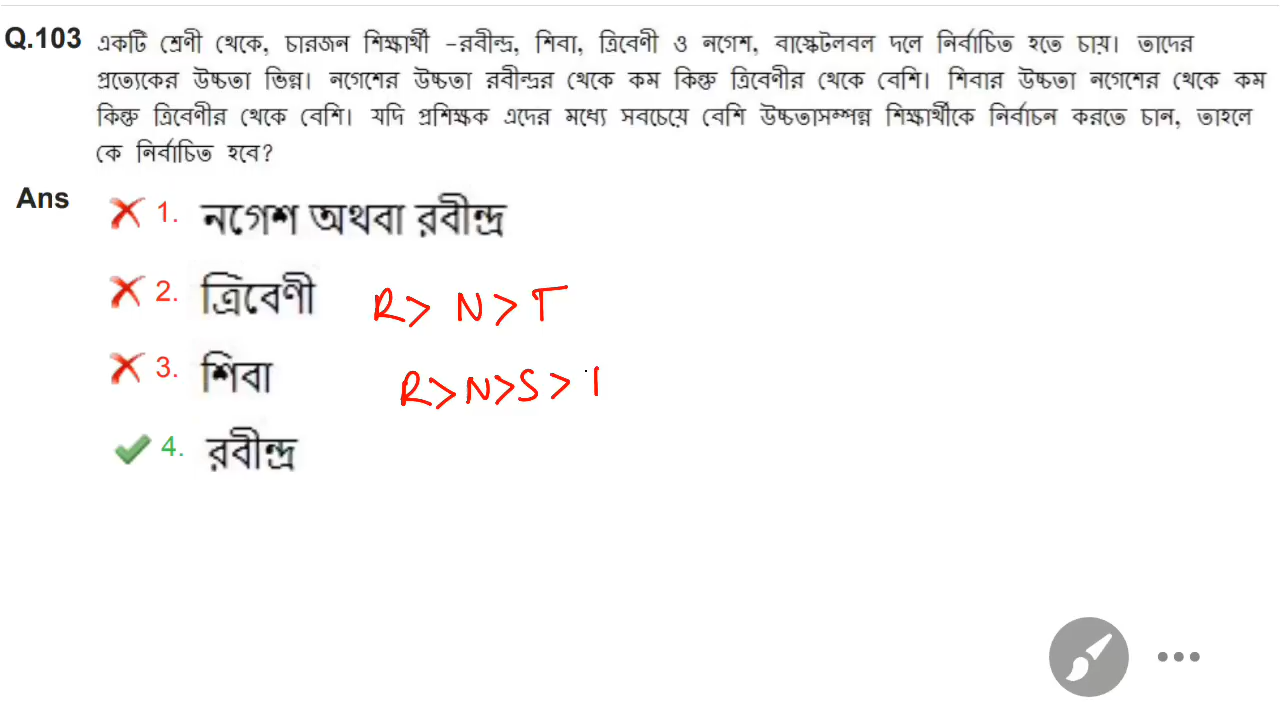 Q.103 একটি শ্রেণী থেকে, চারজন শিক্ষার্থী -রবীন্দ্র, শিবা, ত্রিবেণী ও নগেশ, বাস্কেটলবল দলে নির্বাচিত হতে চায়। তাদের
প্রত্যেকের উচ্চতা ভিন্ন। নগেশের উচ্চতা রবীন্দ্রর থেকে কম কিন্তু ত্রিবেণীর থেকে বেশি। শিবার উচ্চতা নগেশের থেকে কম
কিন্তু ত্রিবেণীর থেকে বেশি। যদি প্রশিক্ষক এদের মধ্যে সবচেয়ে বেশি উচ্চতাসম্পন্ন শিক্ষার্থীকে নির্বাচন করতে চান, তাহলে
কে নির্বাচিত হবে?
Ans 1. নগেশ অথবা রবীন্দ্র
2. ত্রিবেণী R > N > T
3. শিবা R > N > S > I
4. রবীন্দ্র